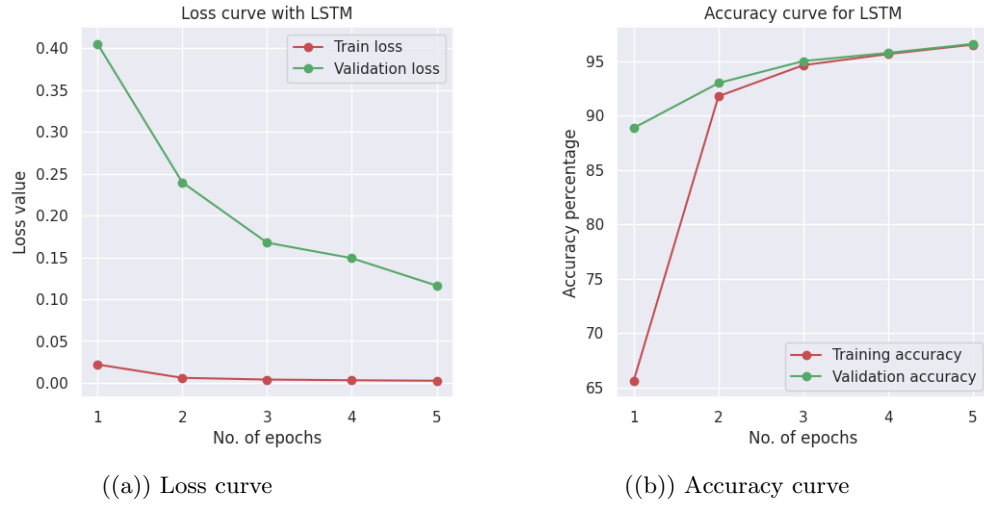 Loss curve with LSTM
Train loss
Validation loss
0.40
0.35
0.30
0.25
0.20
0.15
0.10
0.05
0.00
Loss value
1 2 3 4 5
No. of epochs
((a)) Loss curve
Accuracy curve for LSTM
95
90
85
80
75
70
65
Accuracy percentage
Training accuracy
Validation accuracy
1 2 3 4 5
No. of epochs
((b)) Accuracy curve